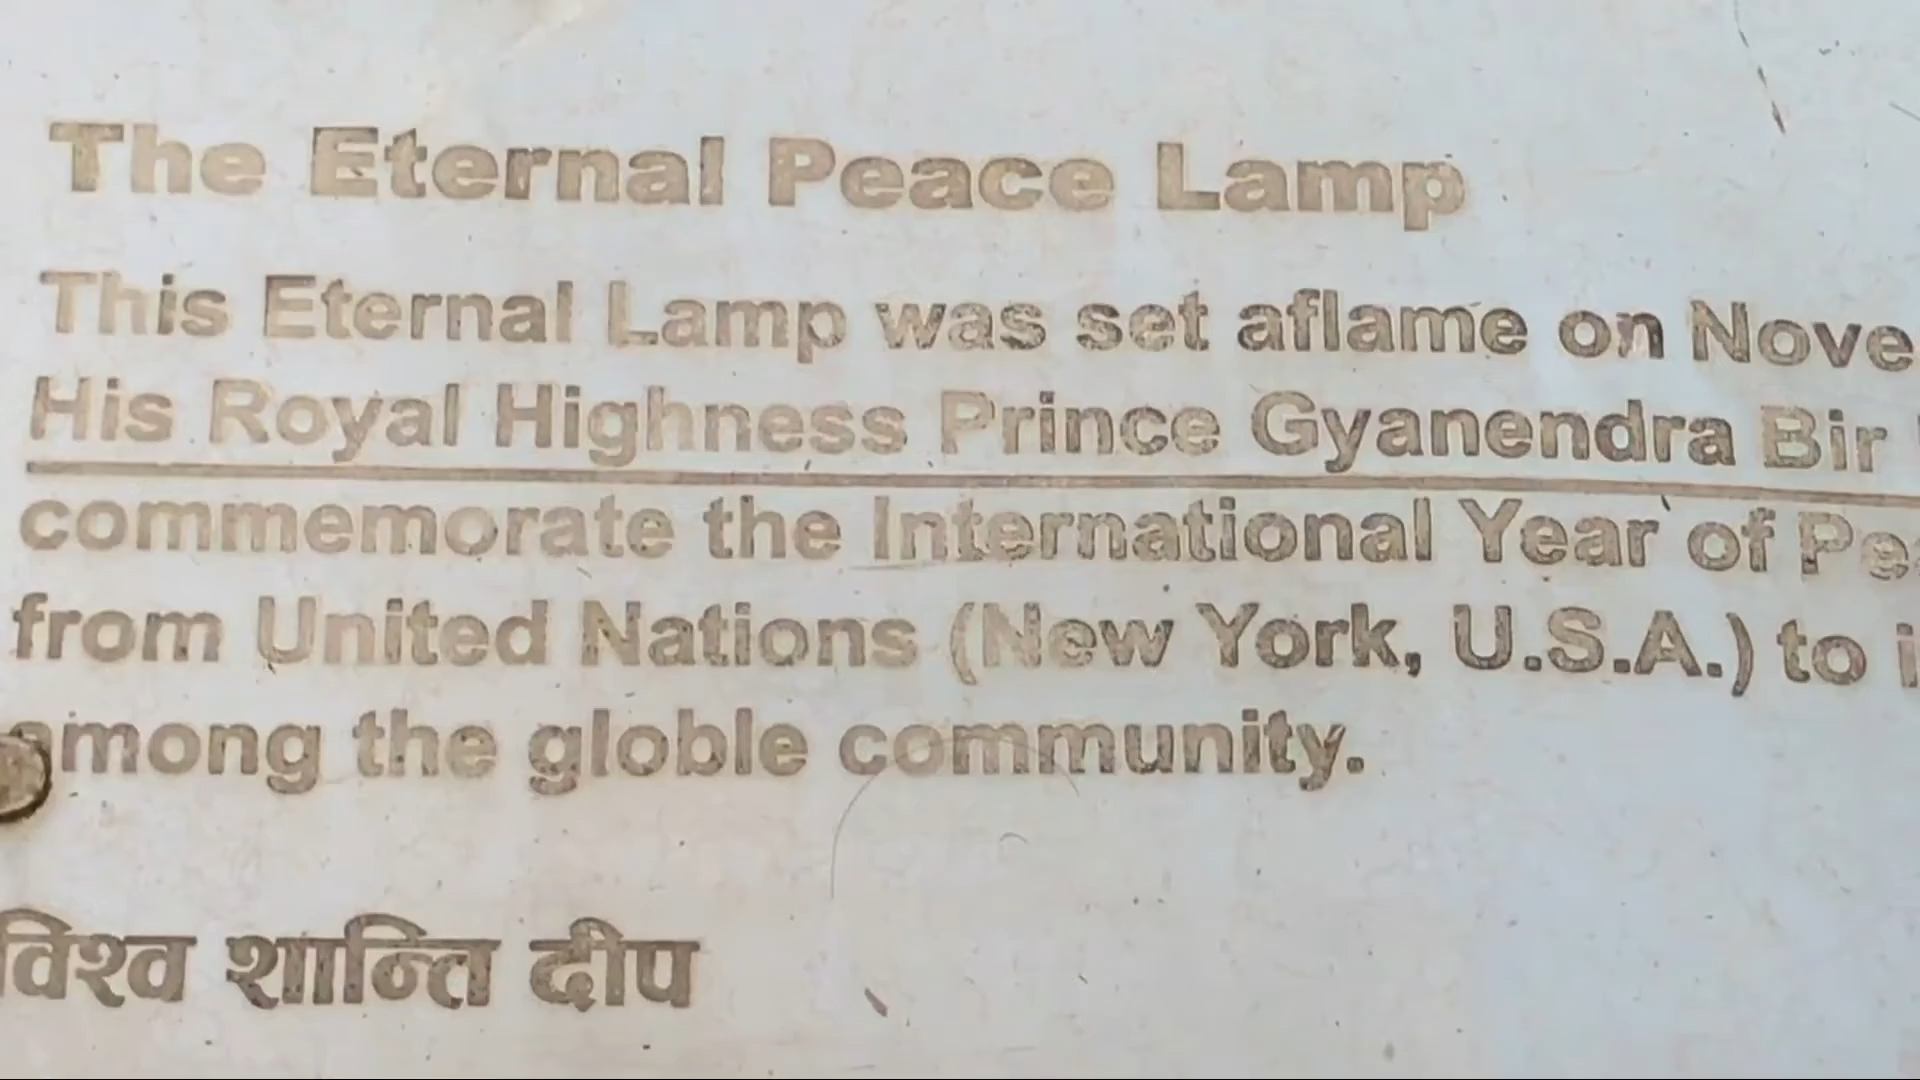 The Eternal Peace Lamp
This Eternal Lamp was set aflame on Nove
His Royal Highness Prince Gyanendra Bir
commemorate the International Year of Pe
from United Nations (New York, U.S.A.) to
among the globle community.
विश्व शान्ति दीप